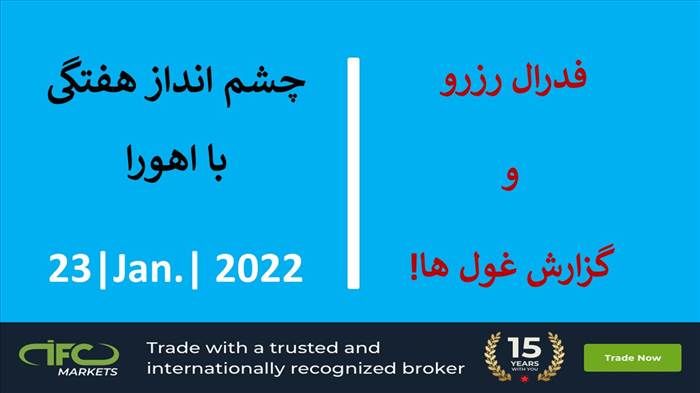 فدرال رزرو
و
گزارش غول ها!
چشم انداز هفتگی
با اهورا
23|Jan.| 2022
IFC
MARKETS
Trade with a trusted and
internationally recognized broker
15
YEARS
WITH YOU
Trade Now